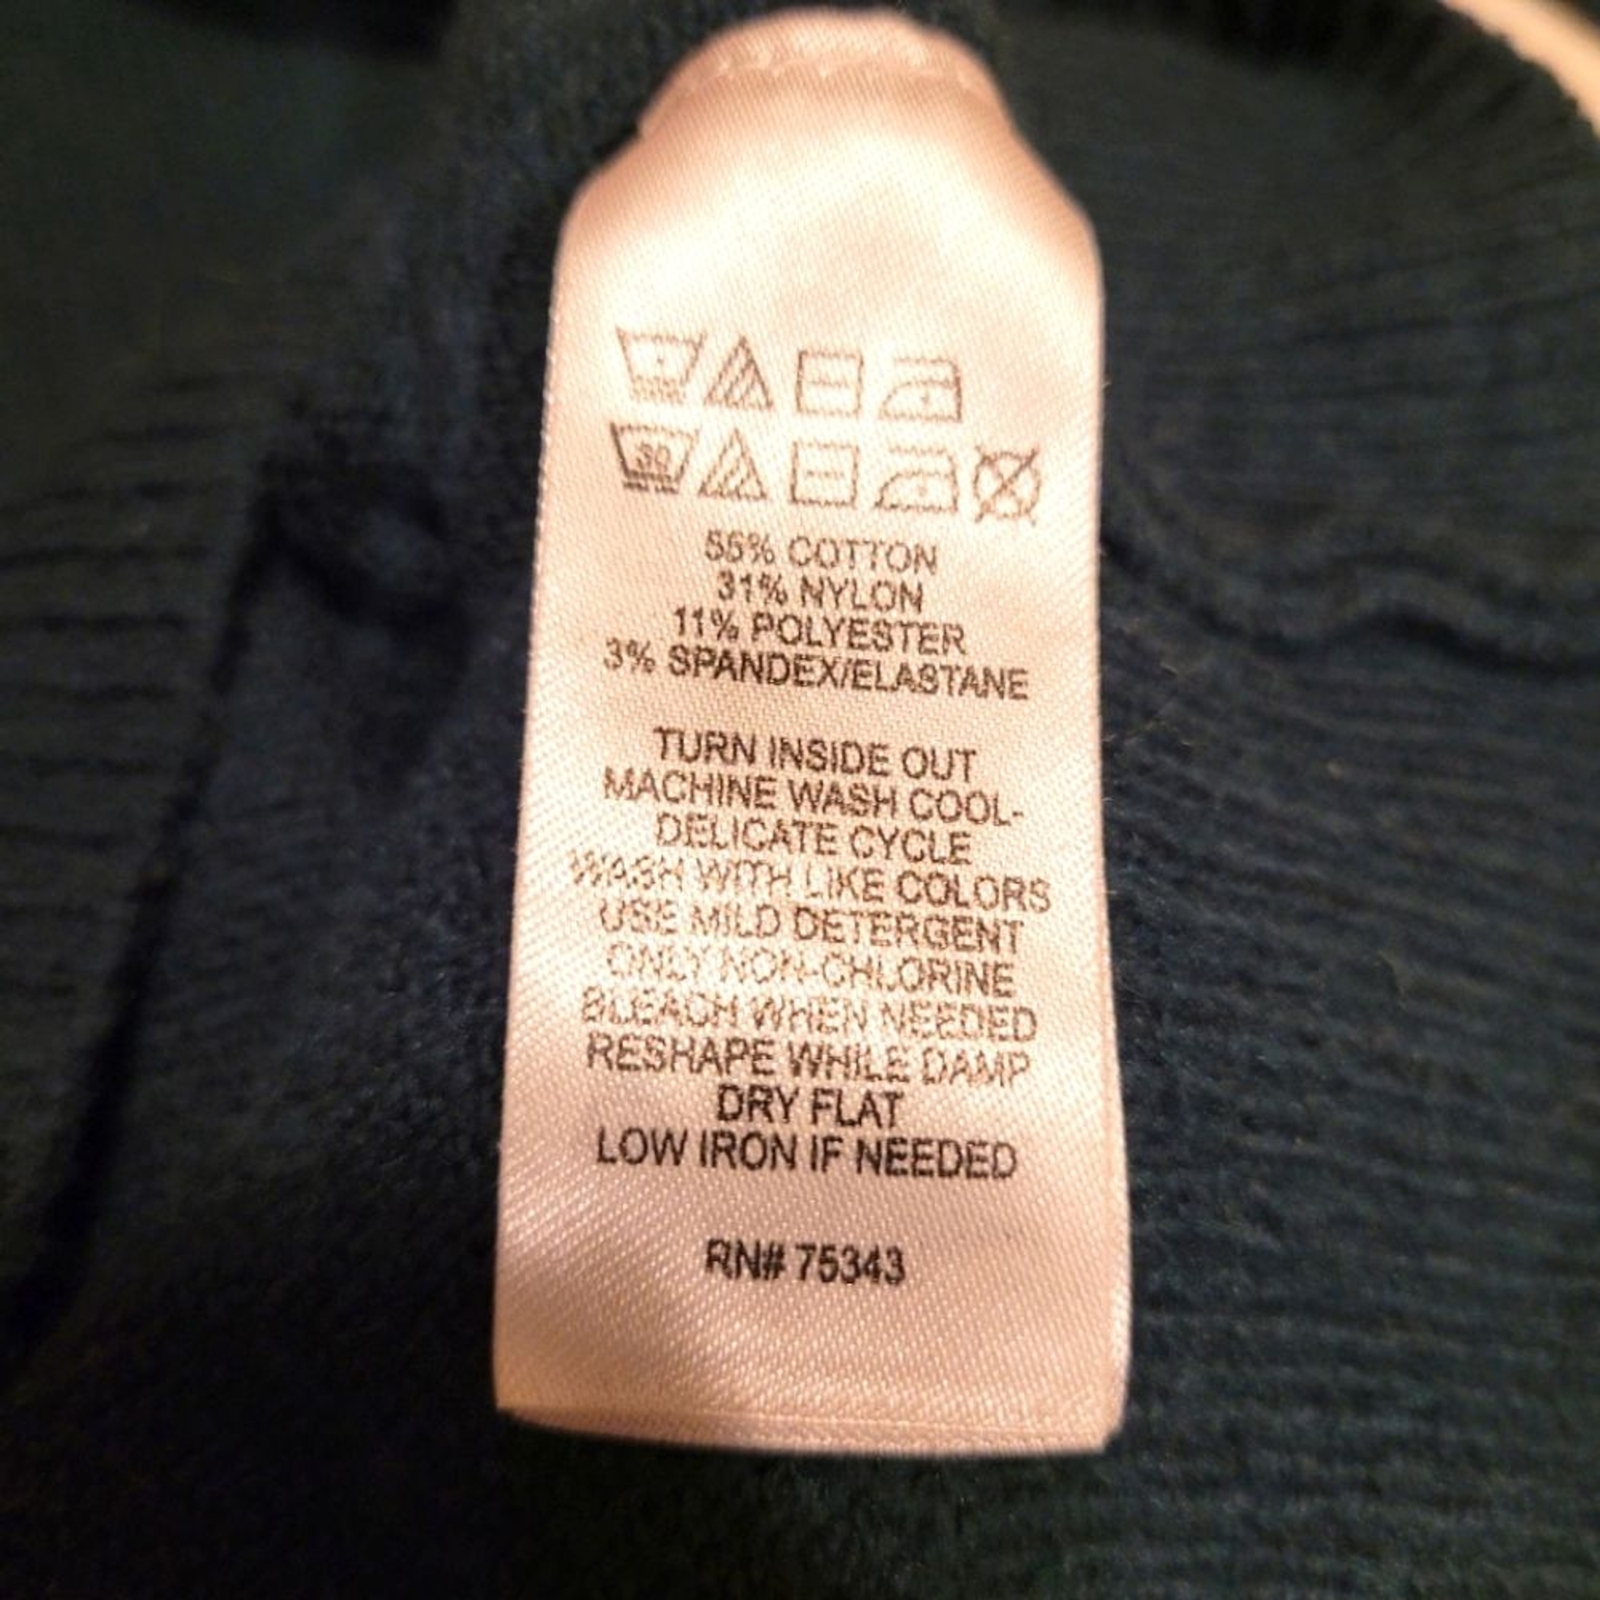 30
55% COTTON
31% NYLON
11% POLYESTER
3% SPANDEX/ELASTANE
TURN INSIDE OUT
MACHINE WASH COOL-
DELICATE CYCLE
WASH WITH LIKE COLORS
USE MILD DETERGENT
ONLY NON-CHLORINE
BLEACH WHEN NEEDED
RESHAPE WHILE DAMP
DRY FLAT
LOW IRON IF NEEDED
RN# 75343